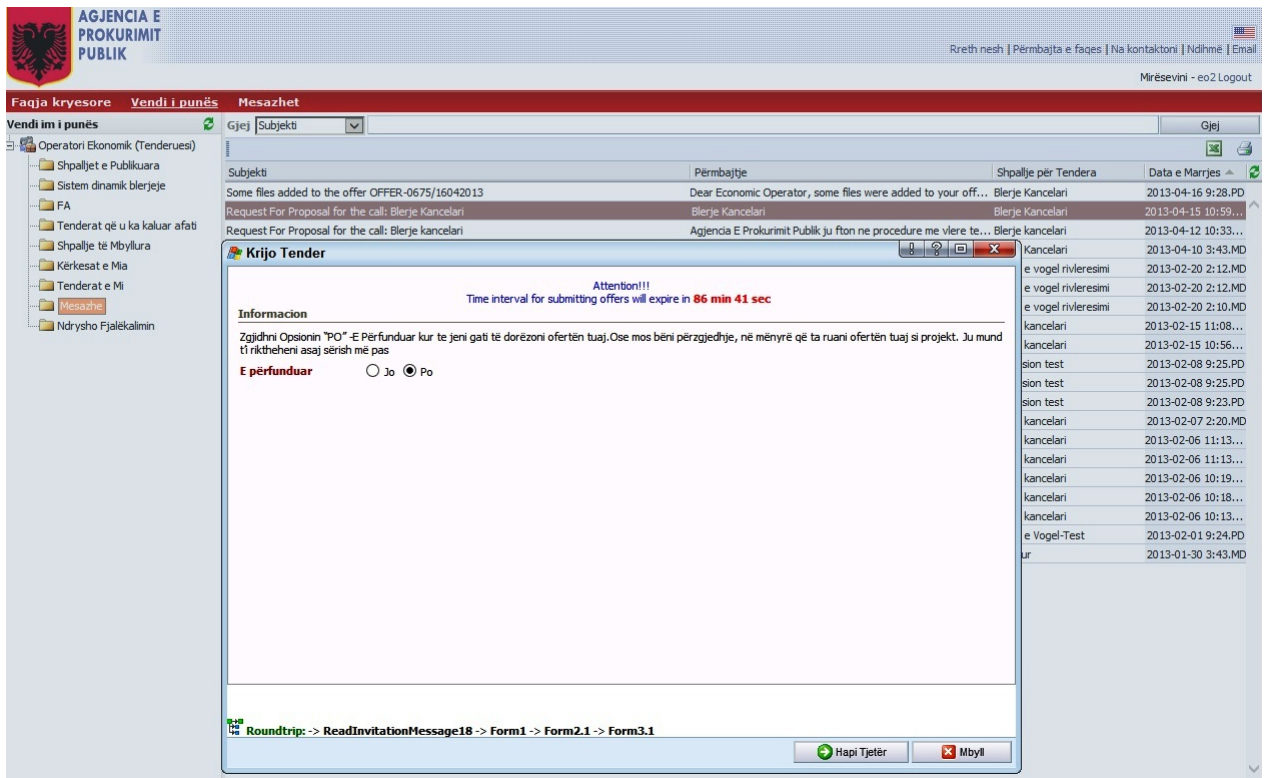 AGJENCIA E
PROKURIMIT
PUBLIK
Rreth nesh | Përmbajta e faqes | Na kontaktoni | Ndihmë | Email
Mirësevini - eo2 Logout
Faqja kryesore Vendi i punës Mesazhet
Vendi im i punës
Operatori Ekonomik (Tenderuesi)
Shpalljet e Publikuara
Sistem dinamik blerjeje
FA
Tenderat që u ka kaluar afati
Shpallje të Mbyllura
Kërkesat e Mia
Tenderat e Mi
Mesazhe
Ndrysho Fjalëkalimin
Gjej Subjekti Gjej
Subjekti Përmbajtje Shpallje për Tendera Data e Marrjes
Some files added to the offer OFFER-0675/16042013 Dear Economic Operator, some files were added to your off... Blerje Kancelari 2013-04-16 9:28.PD
Request For Proposal for the call: Blerje Kancelari Blerje Kancelari Blerje Kancelari 2013-04-15 10:59...
Request For Proposal for the call: Blerje kancelari Agjencia E Prokurimit Publik ju fton ne procedure me vlere te... Blerje kancelari 2013-04-12 10:33...
Kancelari 2013-04-10 3:43.MD
e vogel rivleresimi 2013-02-20 2:12.MD
e vogel rivleresimi 2013-02-20 2:12.MD
e vogel rivleresimi 2013-02-20 2:10.MD
kancelari 2013-02-15 11:08...
kancelari 2013-02-15 10:56...
sion test 2013-02-08 9:25.PD
sion test 2013-02-08 9:25.PD
sion test 2013-02-08 9:23.PD
kancelari 2013-02-07 2:20.MD
kancelari 2013-02-06 11:13...
kancelari 2013-02-06 11:13...
kancelari 2013-02-06 10:19...
kancelari 2013-02-06 10:18...
kancelari 2013-02-06 10:13...
e Vogel-Test 2013-02-01 9:24.PD
ur 2013-01-30 3:43.MD
Krijo Tender
Attention!!!
Time interval for submitting offers will expire in 86 min 41 sec
Informacion
Zgjidhni Opsionin "PO" -E Përfunduar kur te jeni gati të dorëzoni ofertën tuaj.Ose mos bëni përzgjedhje, në mënyrë që ta ruani ofertën tuaj si projekt. Ju mund
t'i riktheheni asaj sërish më pas
E përfunduar Jo Po
Roundtrip: -> ReadInvitationMessage18 -> Form1 -> Form2.1 -> Form3.1
Hapi Tjetër Mbyll